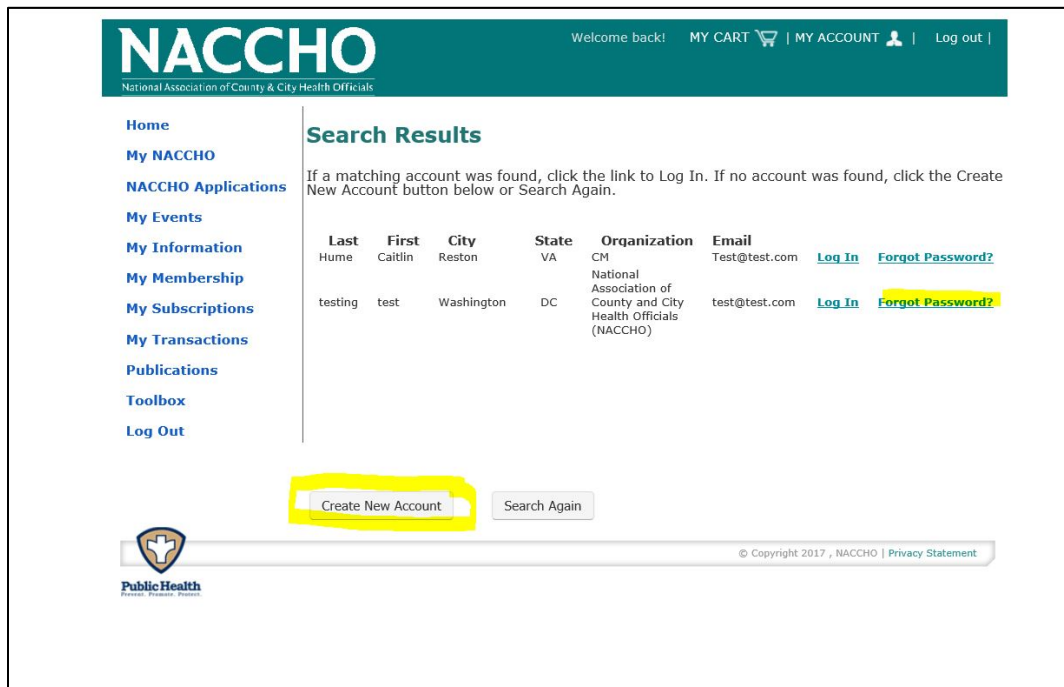 NACCHO
National Association of County & City Health Officials
Welcome back! MY CART | MY ACCOUNT | Log out |
Home
My NACCHO
NACCHO Applications
My Events
My Information
My Membership
My Subscriptions
My Transactions
Publications
Toolbox
Log Out
Search Results
If a matching account was found, click the link to Log In. If no account was found, click the Create
New Account button below or Search Again.
Last First City State Organization Email
Hume Caitlin Reston VA CM Test@test.com Log In Forgot Password?
National
Association of
testing test Washington DC County and City test@test.com Log In Forgot Password?
Health Officials
(NACCHO)
Create New Account Search Again
© Copyright 2017 , NACCHO | Privacy Statement
Public Health
Prevent. Promote. Protect.